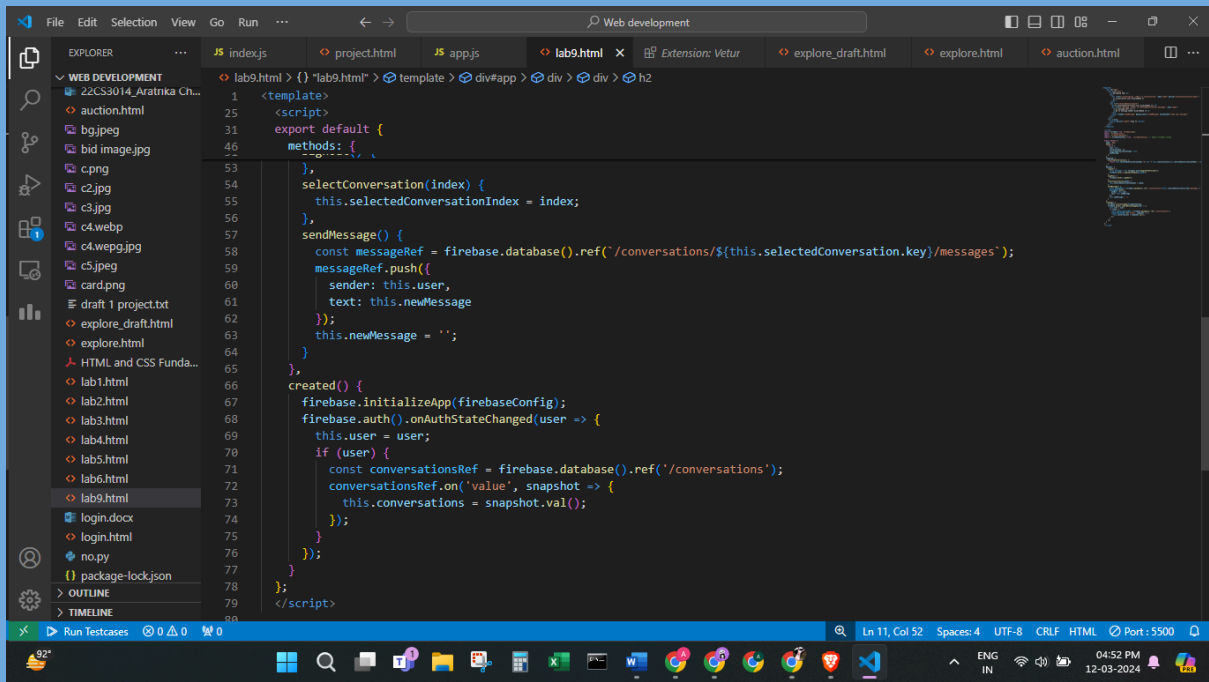 File Edit Selection View Go Run ··· Web development
EXPLORER ···
JS index.js <> project.html JS app.js <> lab9.html × Extension: Vetur <> explore_draft.html <> explore.html <> auction.html ···
WEB DEVELOPMENT
22CS3014_Aratrika Ch...
auction.html
bg.jpeg
bid image.jpg
c.png
c2.jpg
c3.jpg
c4.webp
c4.wepg.jpg
c5.jpeg
card.png
draft 1 project.txt
explore_draft.html
explore.html
HTML and CSS Funda...
lab1.html
lab2.html
lab3.html
lab4.html
lab5.html
lab6.html
lab9.html
login.docx
login.html
no.py
{} package-lock.json
OUTLINE
TIMELINE
<> lab9.html > {} "lab9.html" > template > div#app > div > div > h2
1 <template>
25 <script>
31 export default {
46 methods: {
53 },
54 selectConversation(index) {
55 this.selectedConversationIndex = index;
56 },
57 sendMessage() {
58 const messageRef = firebase.database().ref(`/conversations/${this.selectedConversation.key}/messages`);
59 messageRef.push({
60 sender: this.user,
61 text: this.newMessage
62 });
63 this.newMessage = '';
64 }
65 },
66 created() {
67 firebase.initializeApp(firebaseConfig);
68 firebase.auth().onAuthStateChanged(user => {
69 this.user = user;
70 if (user) {
71 const conversationsRef = firebase.database().ref('/conversations');
72 conversationsRef.on('value', snapshot => {
73 this.conversations = snapshot.val();
74 });
75 }
76 });
77 }
78 };
79 </script>
80
Run Testcases 0 0 0 Ln 11, Col 52 Spaces: 4 UTF-8 CRLF HTML Port : 5500
92° ENG IN 04:52 PM 12-03-2024 PRE